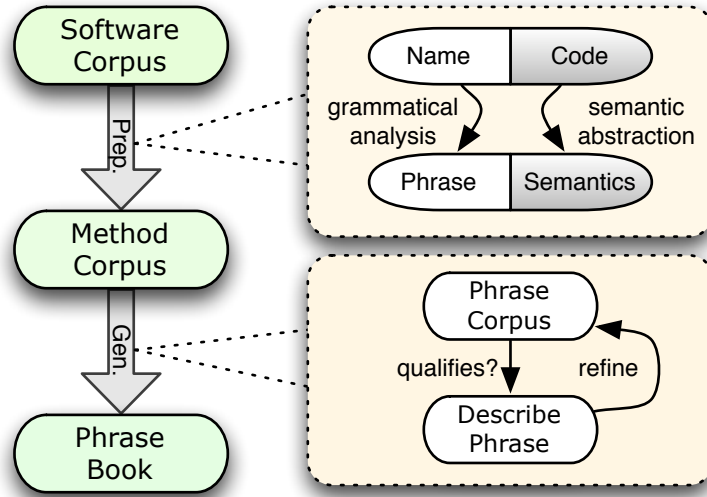 Software
Corpus
Prep.
Method
Corpus
Gen.
Phrase
Book
Name
Code
grammatical
analysis
semantic
abstraction
Phrase
Semantics
Phrase
Corpus
qualifies?
refine
Describe
Phrase